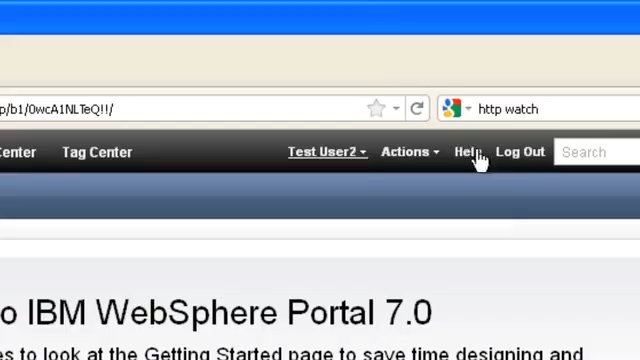 p/b1/0wcA1NLTeQ!!/ http watch
Center Tag Center Test User2 Actions Help Log Out Search
o IBM WebSphere Portal 7.0
es to look at the Getting Started page to save time designing and